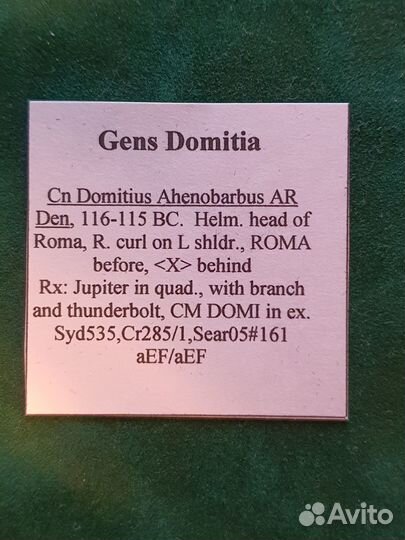 Gens Domitia
Cn Domitius Ahenobarbus AR
Den, 116-115 BC. Helm. head of
Roma, R. curl on L shldr., ROMA
before, <X> behind
Rx: Jupiter in quad., with branch
and thunderbolt, CM DOMI in ex.
Syd535,Cr285/1,Sear05#161
aEF/aEF
Avito